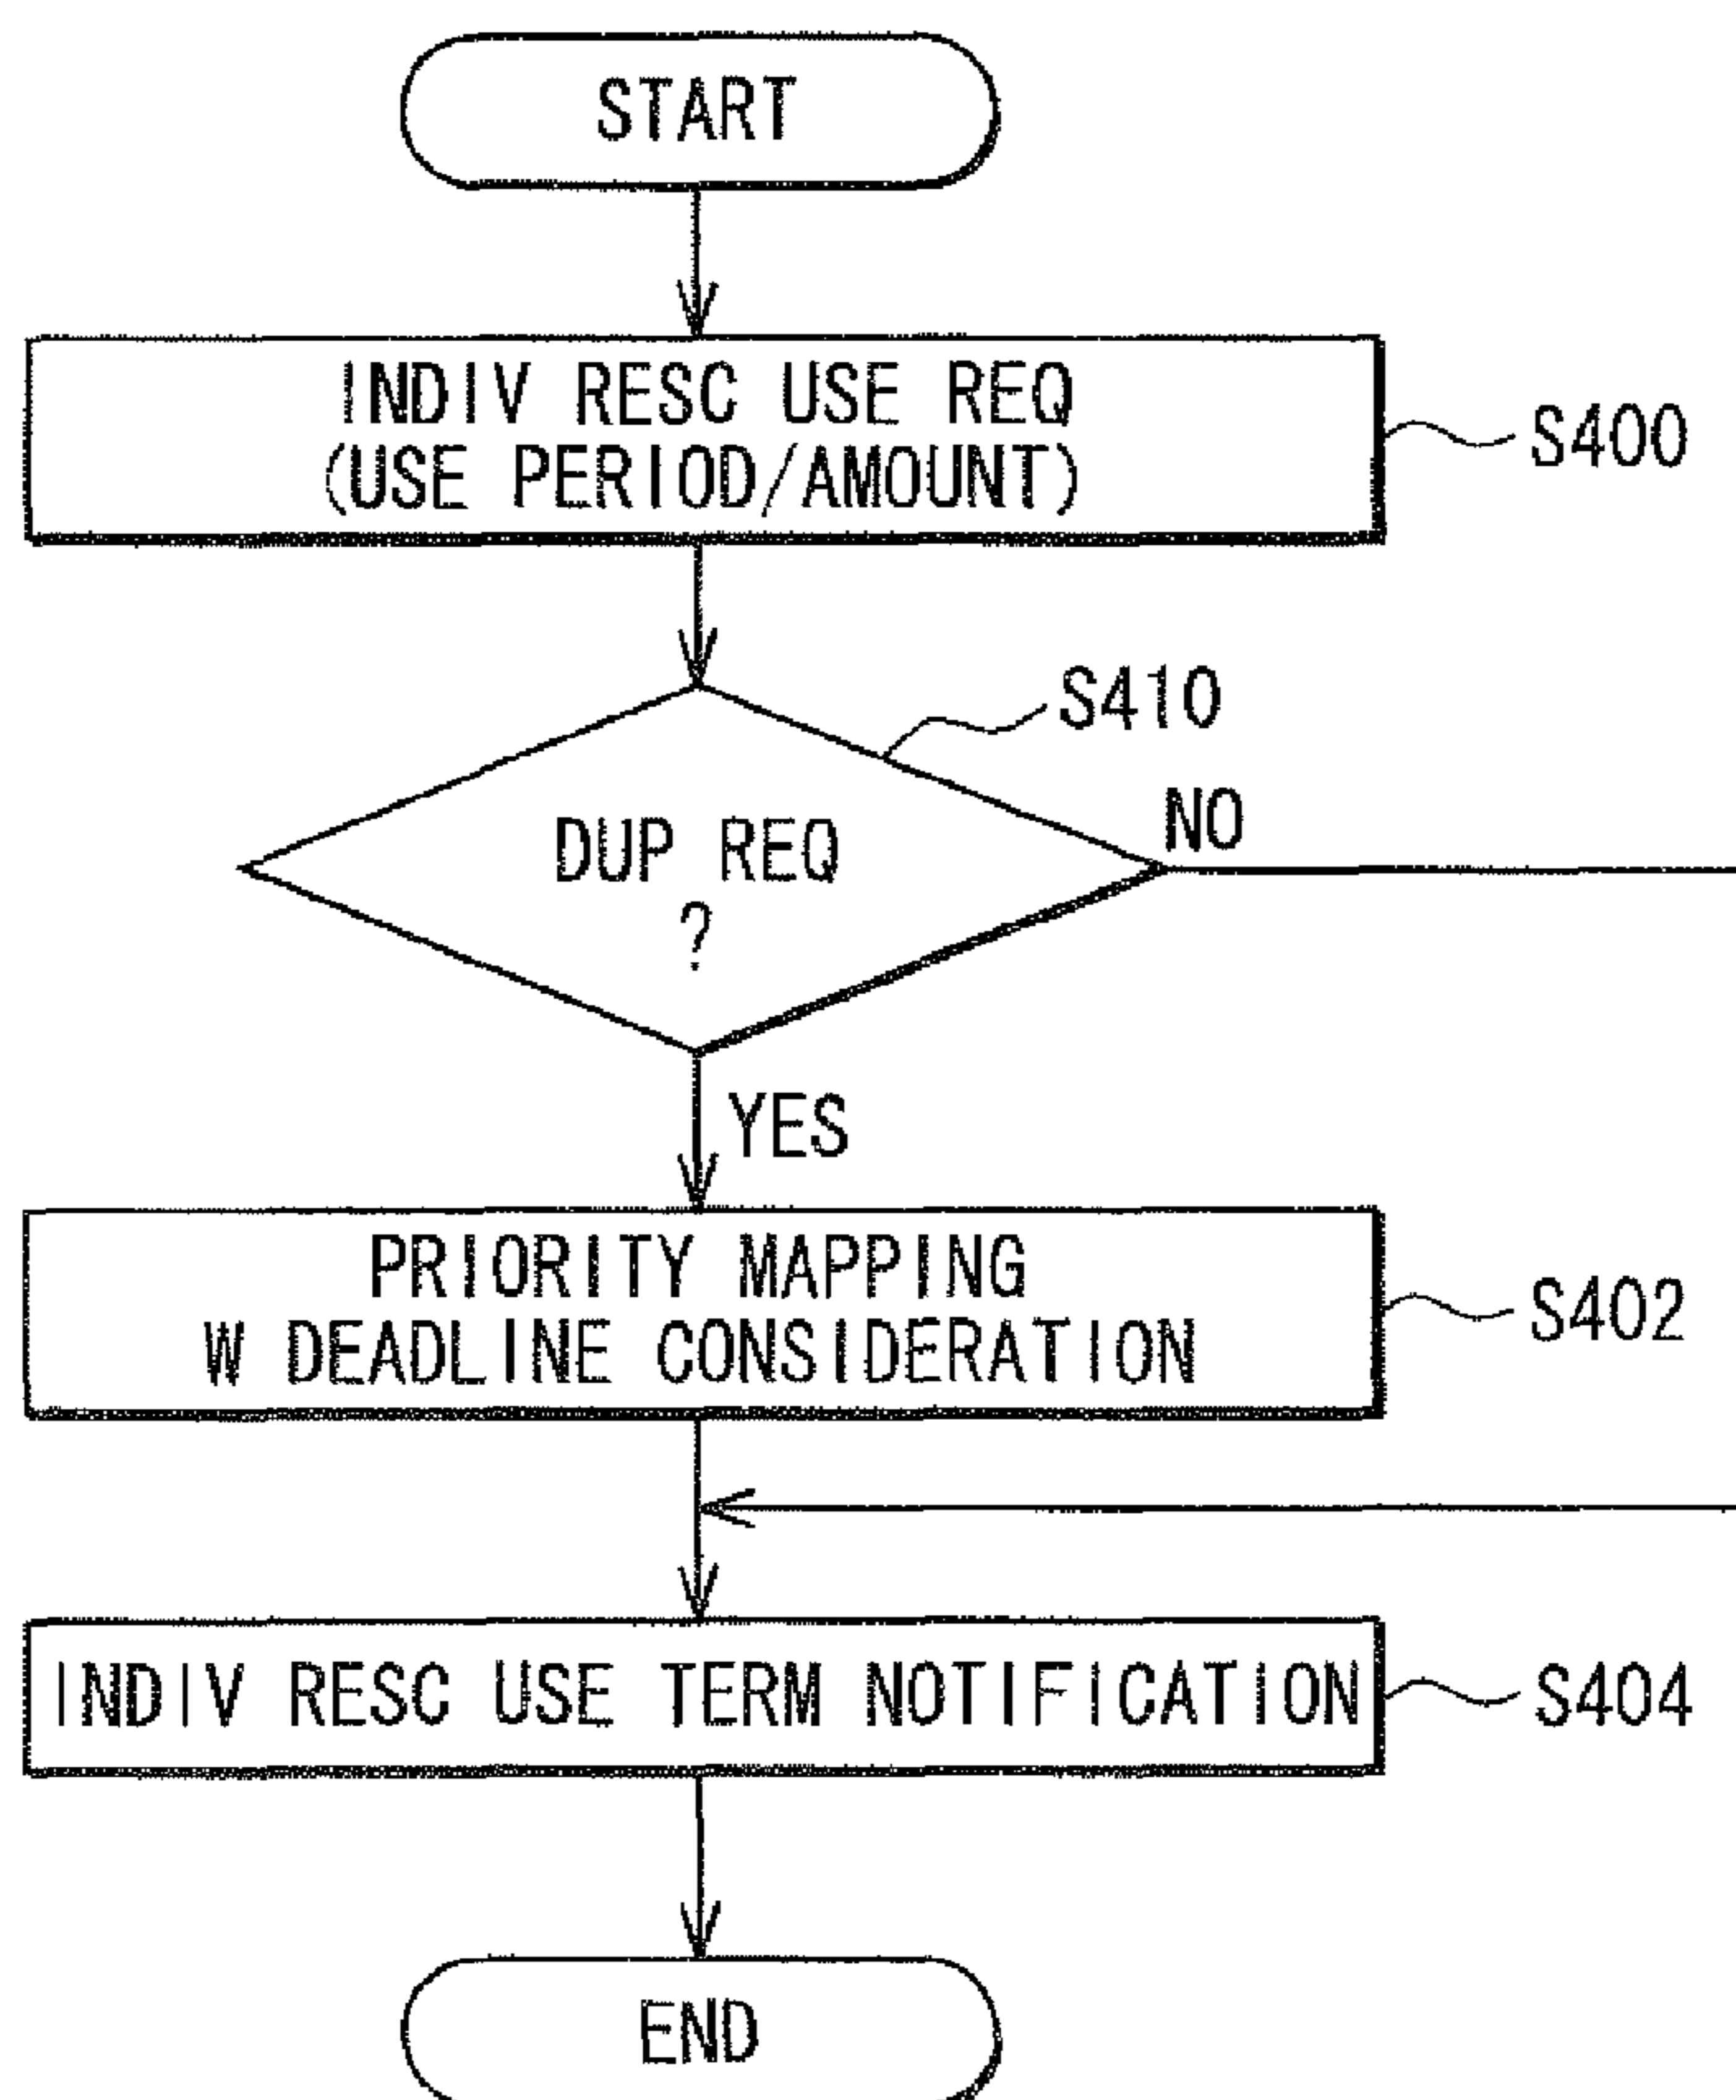 START
INDIV RESC USE REQ
(USE PERIOD/AMOUNT)
S400
S410
DUP REQ
?
NO
YES
PRIORITY MAPPING
W DEADLINE CONSIDERATION
S402
INDIV RESC USE TERM NOTIFICATION
S404
END